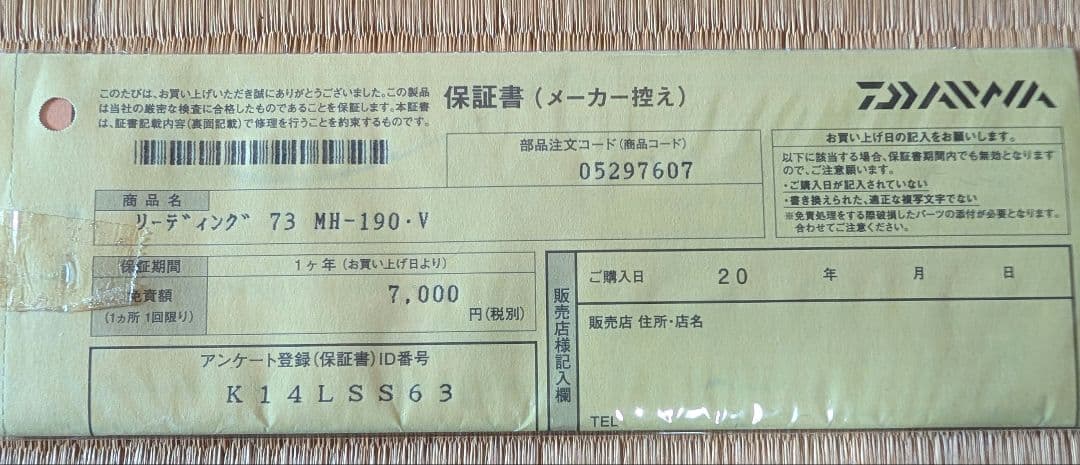 このたびは、お買い上げいただき誠にありがとうございました。この製品
は当社の厳密な検査に合格したものであることを保証します。本証書
は、証書記載内容(裏面記載)で修理を行うことを約束するものです。
保証書(メーカー控え)
DAIWA
部品注文コード(商品コード)
05297607
商品名
リーディング 73 MH-190・V
お買い上げ日の記入をお願いします。
以下に該当する場合、保証書期間内でも無効となります
ので、ご注意願います。
・ご購入日が記入されていない
・書き換えられた、適正な複写文字でない
※免責処理をする際破損したパーツの添付が必要となります。
合わせてご注意ください。
保証期間 1ヶ年(お買い上げ日より)
免責額 7,000
(1ヵ所 1回限り) 円(税別)
アンケート登録(保証書)ID番号
K14LSS63
販売店様記入欄
ご購入日 20 年 月 日
販売店 住所・店名
TEL